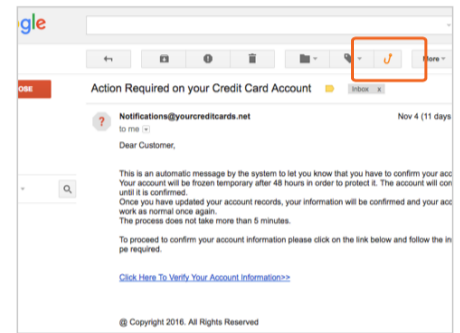 gle
OSE
More
Action Required on your Credit Card Account
Inbox x
?
Notifications@yourcreditcards.net
Nov 4 (11 days
to me
Dear Customer,
This is an automatic message by the system to let you know that you have to confirm your acc
Your account will be frozen temporary after 48 hours in order to protect it. The account will con
until it is confirmed.
Once you have updated your account records, your information will be confirmed and your acc
work as normal once again.
The process does not take more than 5 minutes.
To proceed to confirm your account information please click on the link below and follow the in
pe required.
Click Here To Verify Your Account Information>>
@ Copyright 2016. All Rights Reserved